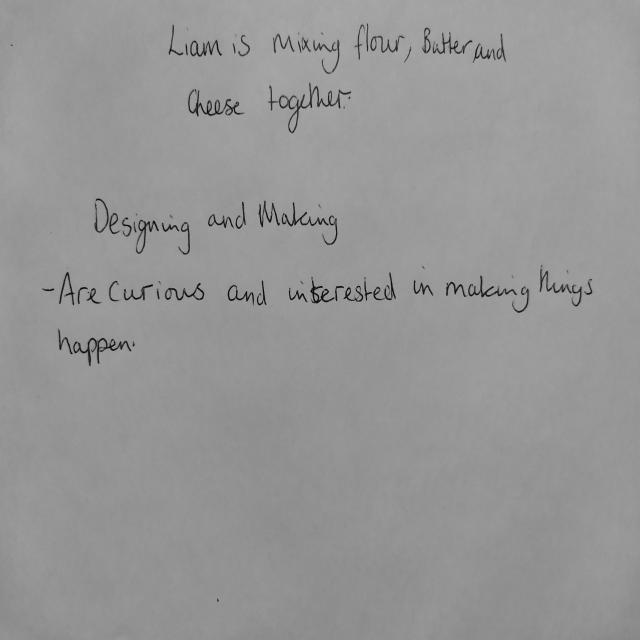 Liam is Mixing flour, Butter and
Cheese together.
Designing and Making
- Are Curious and interested in making things
happen.